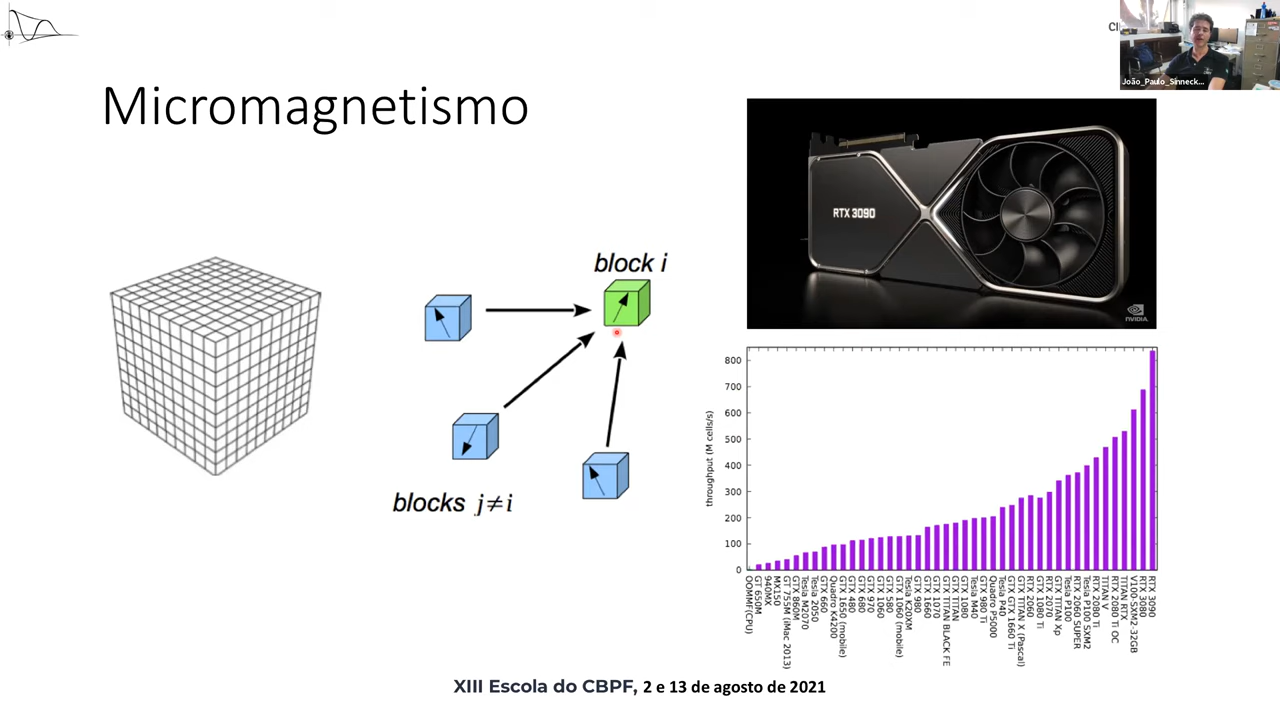 Cl
João_Paulo_Sinneck...
Micromagnetismo
RTX 3090
NVIDIA
block i
blocks j≠i
throughput (M cells/s)
800
700
600
500
400
300
200
100
0
OOMMF(CPU)
GT 650M
940MX
MX150
GT 755M (iMac 2013)
GTX 860M
Tesla M2070
Tesla 2050
GTX 660
Quadro K4200
GTX 1650 (mobile)
GTX 480
GTX 680
GTX 970
GTX 1060
GTX 580
GTX 1060 (mobile)
Tesla K20XM
GTX 980
GTX 1660
GTX 1070
GTX TITAN BLACK FE
GTX TITAN
GTX 1080
Tesla M40
GTX 980 Ti
Quadro P5000
Tesla P40
GTX GTX 1660 Ti
GTX TITAN X (Pascal)
RTX 2060
GTX 1080 Ti
RTX 2070
GTX TITAN Xp
Tesla P100
RTX 2060 SUPER
Tesla P100 SXM2
RTX 2080 Ti
TITAN V
RTX 2080 Ti OC
TITAN RTX
V100-SXM2-32GB
RTX 3080
RTX 3090
XIII Escola do CBPF, 2 e 13 de agosto de 2021